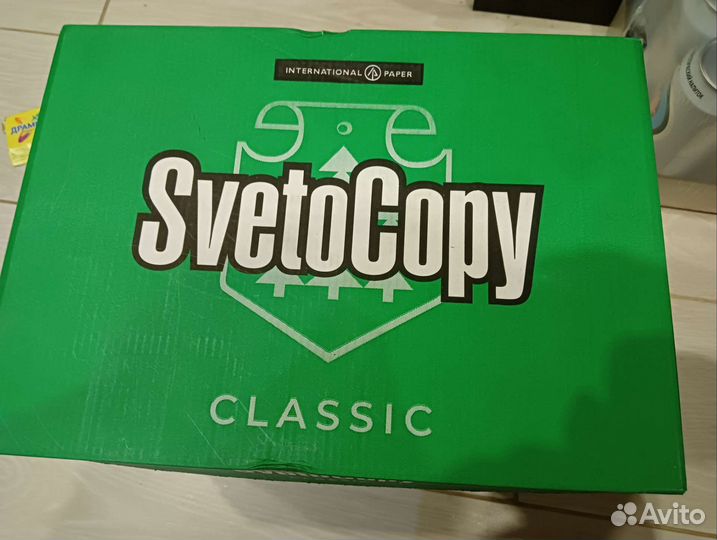 INTERNATIONAL PAPER
SvetoCopy
CLASSIC
Avito